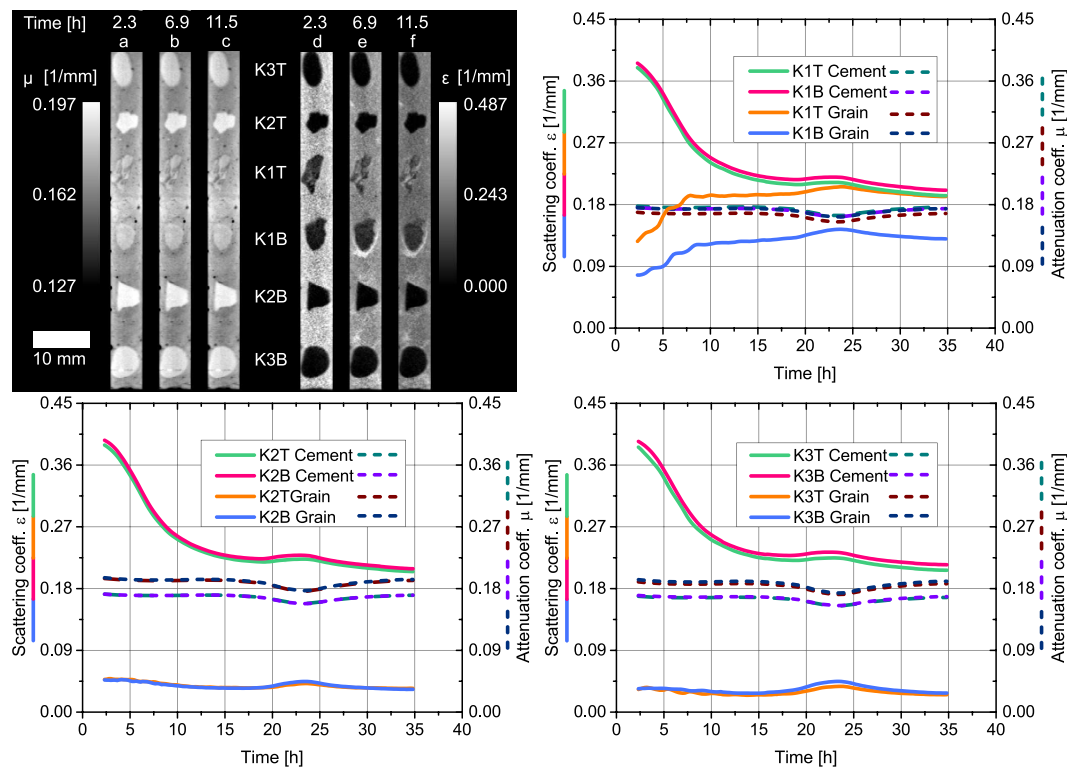 Time [h] 2.3 6.9 11.5 2.3 6.9 11.5
a b c d e f
μ [1/mm] K3T ε [1/mm]
0.197 0.487
K2T
K1T
0.162 0.243
K1B
0.127 K2B 0.000
10 mm K3B
0.45 0.45
K1T Cement
K1B Cement
K1T Grain
K1B Grain
0.36 0.36
0.27 0.27
0.18 0.18
0.09 0.09
0.00 0.00
0 5 10 15 20 25 30 35 40
Time [h]
Scattering coeff. ε [1/mm]
Attenuation coeff. μ [1/mm]
0.45 0.45
K2T Cement
K2B Cement
K2TGrain
K2B Grain
0.36 0.36
0.27 0.27
0.18 0.18
0.09 0.09
0.00 0.00
0 5 10 15 20 25 30 35 40
Time [h]
Scattering coeff. ε [1/mm]
Attenuation coeff. μ [1/mm]
0.45 0.45
K3T Cement
K3B Cement
K3T Grain
K3B Grain
0.36 0.36
0.27 0.27
0.18 0.18
0.09 0.09
0.00 0.00
0 5 10 15 20 25 30 35 40
Time [h]
Scattering coeff. ε [1/mm]
Attenuation coeff. μ [1/mm]